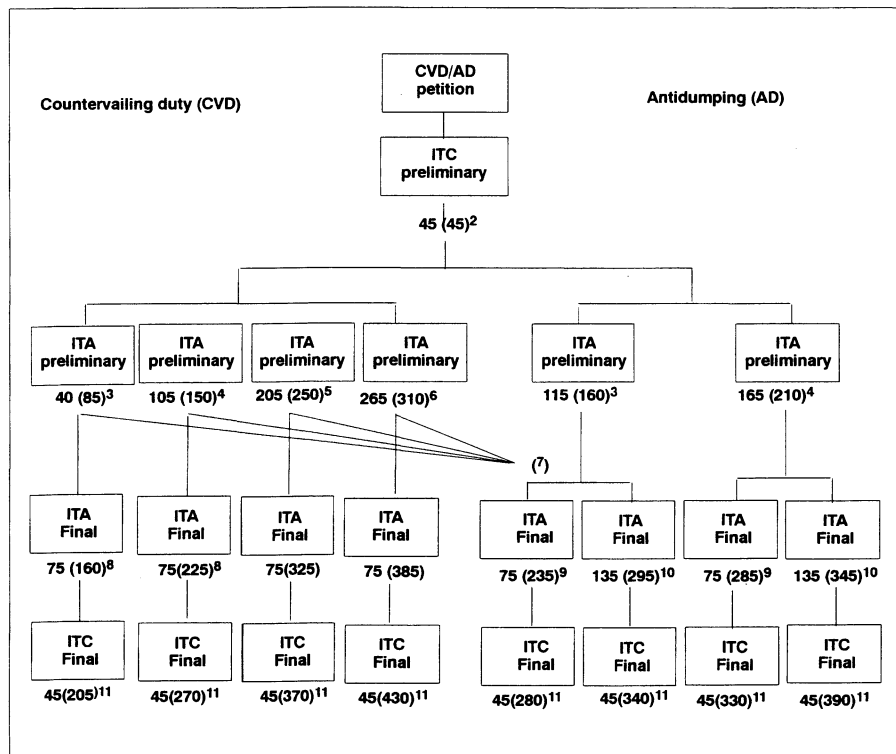 CVD/AD
petition
Countervailing duty (CVD)
Antidumping (AD)
ITC
preliminary
45 (45)2
ITA
preliminary
ITA
preliminary
ITA
preliminary
ITA
preliminary
ITA
preliminary
ITA
preliminary
40 (85)3
105 (150)4
205 (250)5
265 (310)6
115 (160)3
165 (210)4
(7)
ITA
Final
ITA
Final
ITA
Final
ITA
Final
ITA
Final
ITA
Final
ITA
Final
ITA
Final
75 (160)8
75(225)8
75(325)
75 (385)
75 (235)9
135 (295)10
75 (285)9
135 (345)10
ITC
Final
ITC
Final
ITC
Final
ITC
Final
ITC
Final
ITC
Final
ITC
Final
ITC
Final
45(205)11
45(270)11
45(370)11
45(430)11
45(280)11
45(340)11
45(330)11
45(390)11